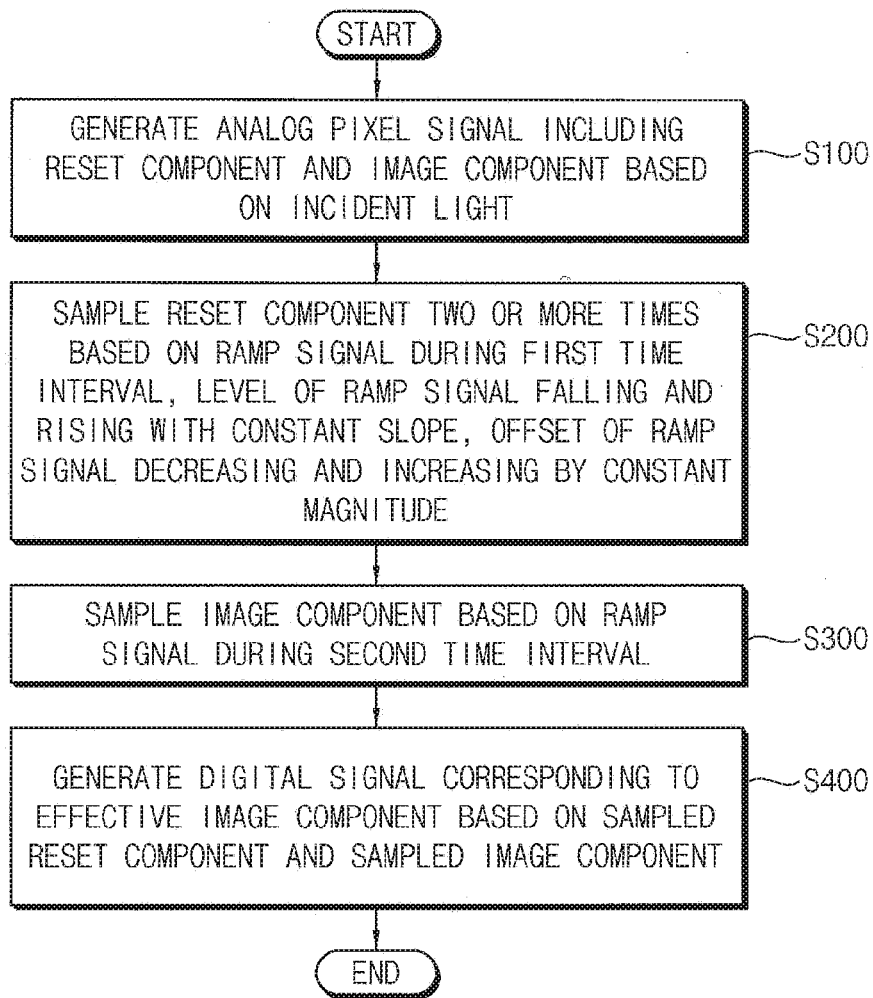 START
GENERATE ANALOG PIXEL SIGNAL INCLUDING
RESET COMPONENT AND IMAGE COMPONENT BASED
ON INCIDENT LIGHT
S100
SAMPLE RESET COMPONENT TWO OR MORE TIMES
BASED ON RAMP SIGNAL DURING FIRST TIME
INTERVAL, LEVEL OF RAMP SIGNAL FALLING AND
RISING WITH CONSTANT SLOPE, OFFSET OF RAMP
SIGNAL DECREASING AND INCREASING BY CONSTANT
MAGNITUDE
S200
SAMPLE IMAGE COMPONENT BASED ON RAMP
SIGNAL DURING SECOND TIME INTERVAL
S300
GENERATE DIGITAL SIGNAL CORRESPONDING TO
EFFECTIVE IMAGE COMPONENT BASED ON SAMPLED
RESET COMPONENT AND SAMPLED IMAGE COMPONENT
S400
END